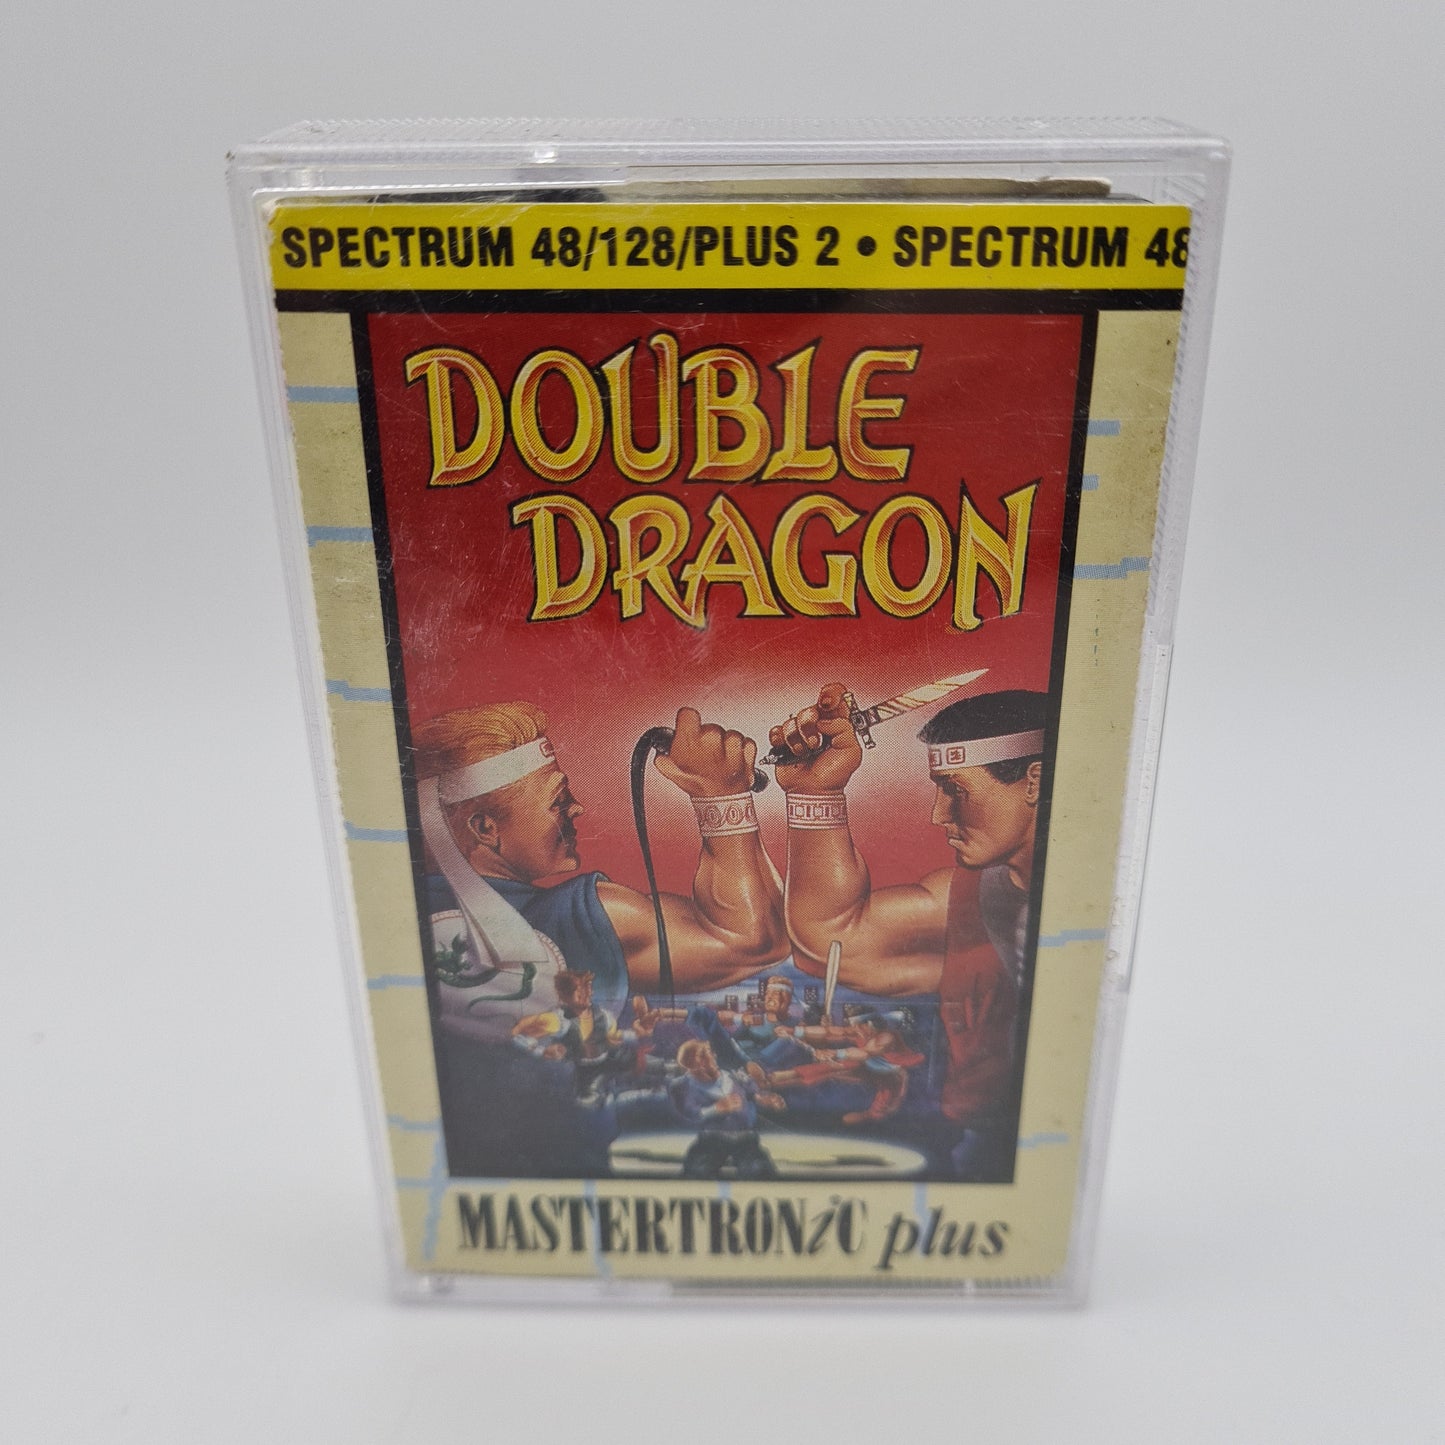 SPECTRUM 48/128/PLUS 2 • SPECTRUM 48
DOUBLE
DRAGON
MASTERTRONiC plus